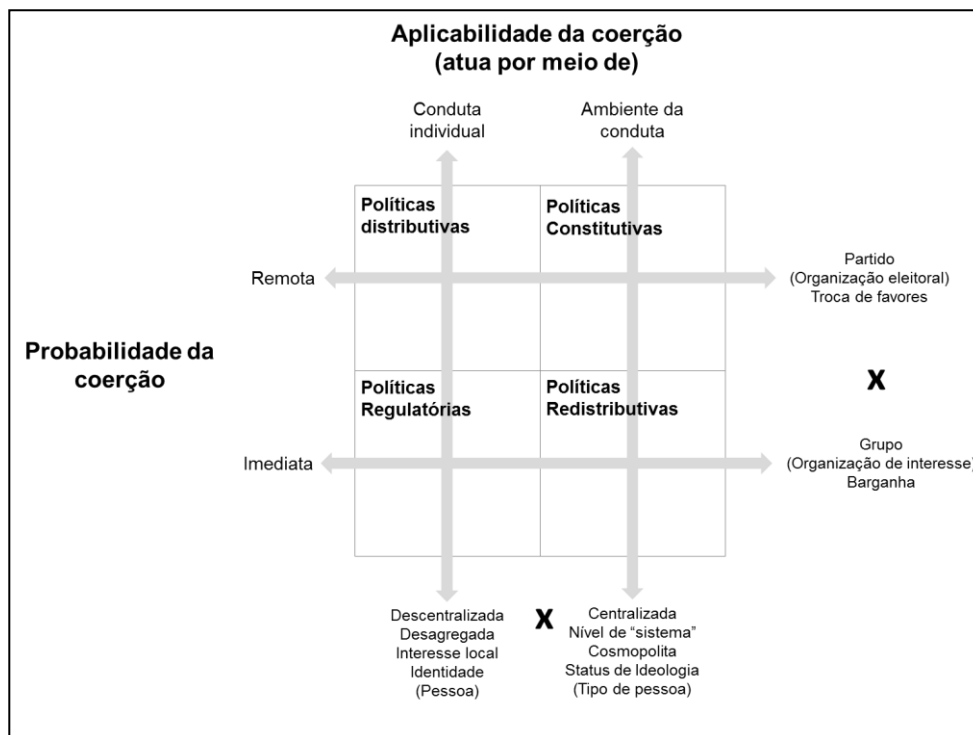 Aplicabilidade da coerção
(atua por meio de)
Conduta
individual
Ambiente da
conduta
Políticas
distributivas
Políticas
Constitutivas
Remota
Partido
(Organização eleitoral)
Troca de favores
Probabilidade da
coerção
X
Políticas
Regulatórias
Políticas
Redistributivas
Imediata
Grupo
(Organização de interesse)
Barganha
Descentralizada
Desagregada
Interesse local
Identidade
(Pessoa)
X
Centralizada
Nível de “sistema”
Cosmopolita
Status de Ideologia
(Tipo de pessoa)